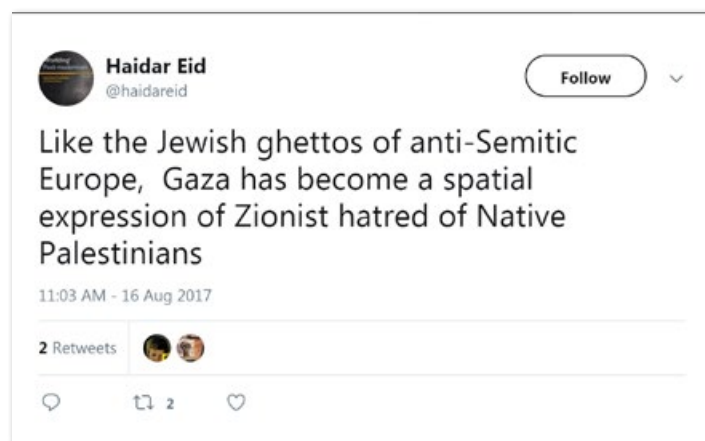 Haidar Eid
@haidareid
Follow
Like the Jewish ghettos of anti-Semitic
Europe,  Gaza has become a spatial
expression of Zionist hatred of Native
Palestinians
11:03 AM - 16 Aug 2017
2 Retweets
2